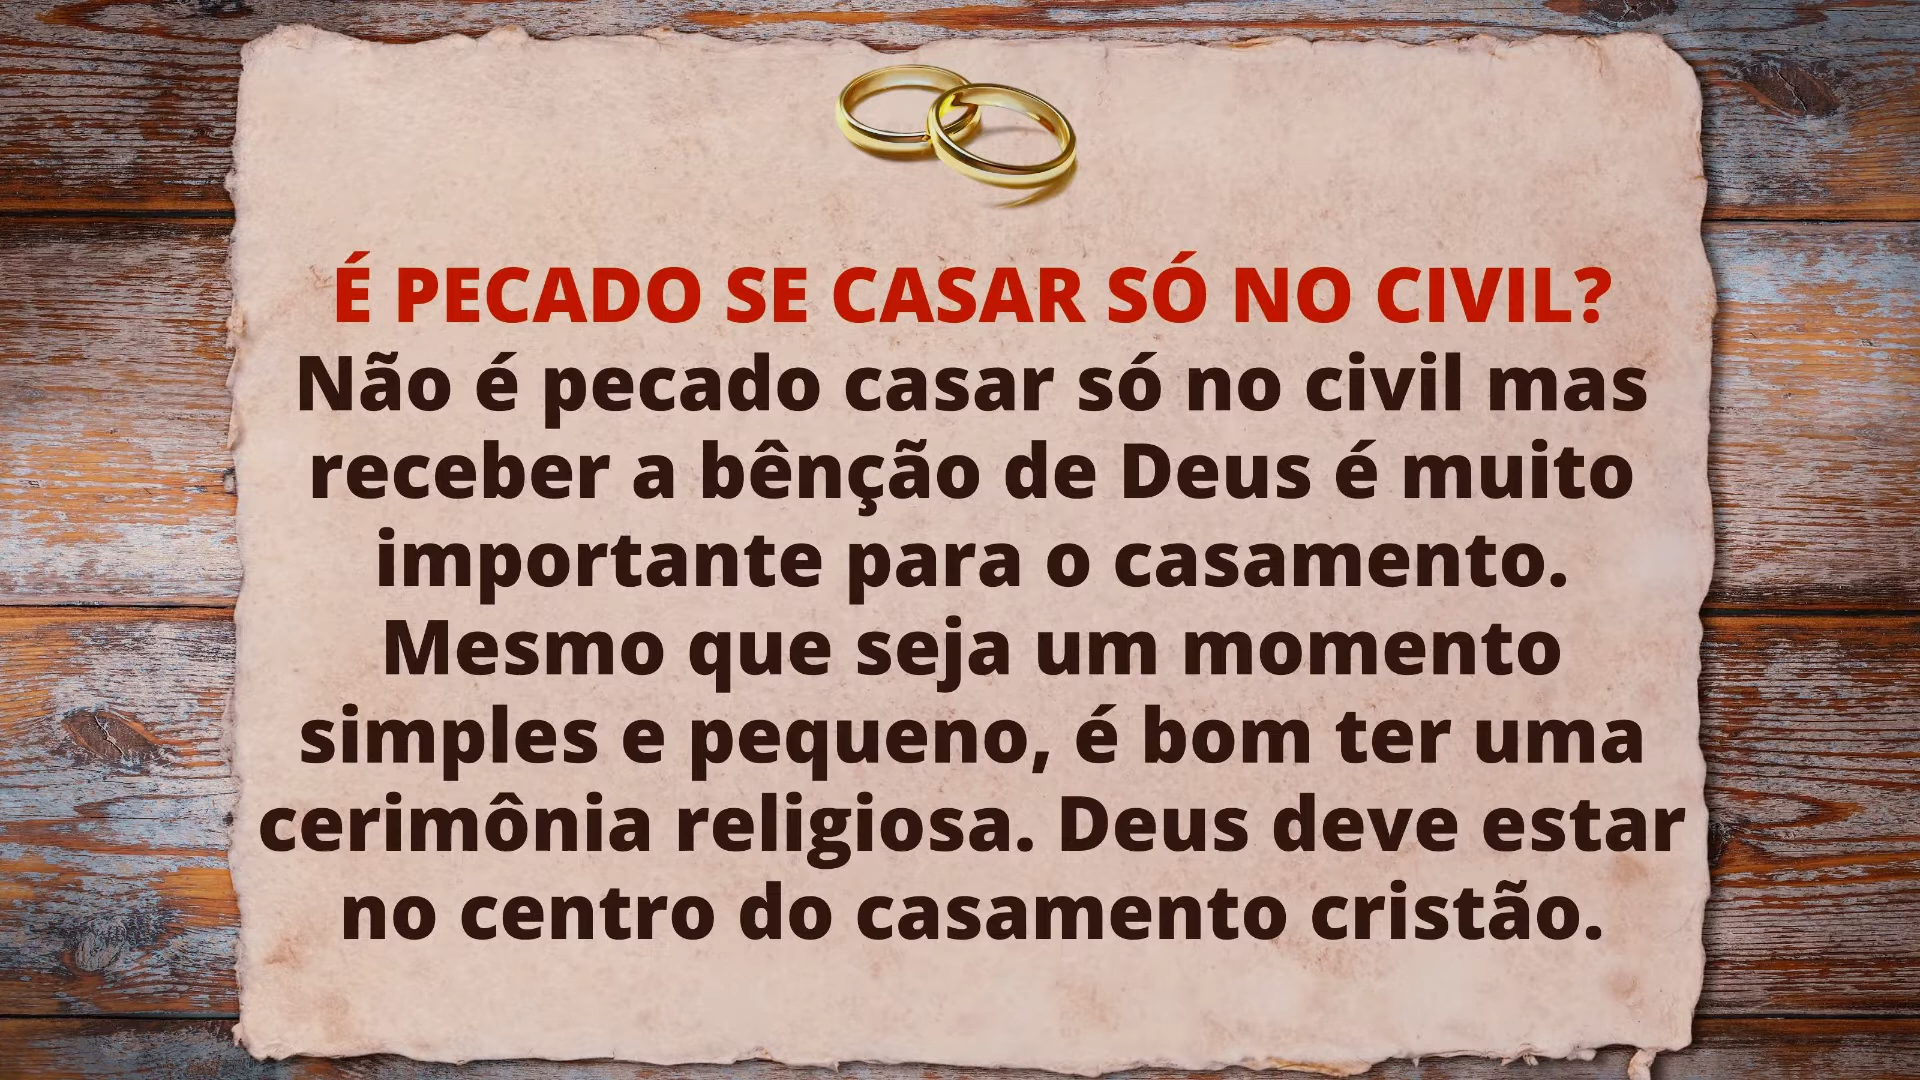 É PECADO SE CASAR SÓ NO CIVIL?
Não é pecado casar só no civil mas
receber a bênção de Deus é muito
importante para o casamento.
Mesmo que seja um momento
simples e pequeno, é bom ter uma
cerimônia religiosa. Deus deve estar
no centro do casamento cristão.